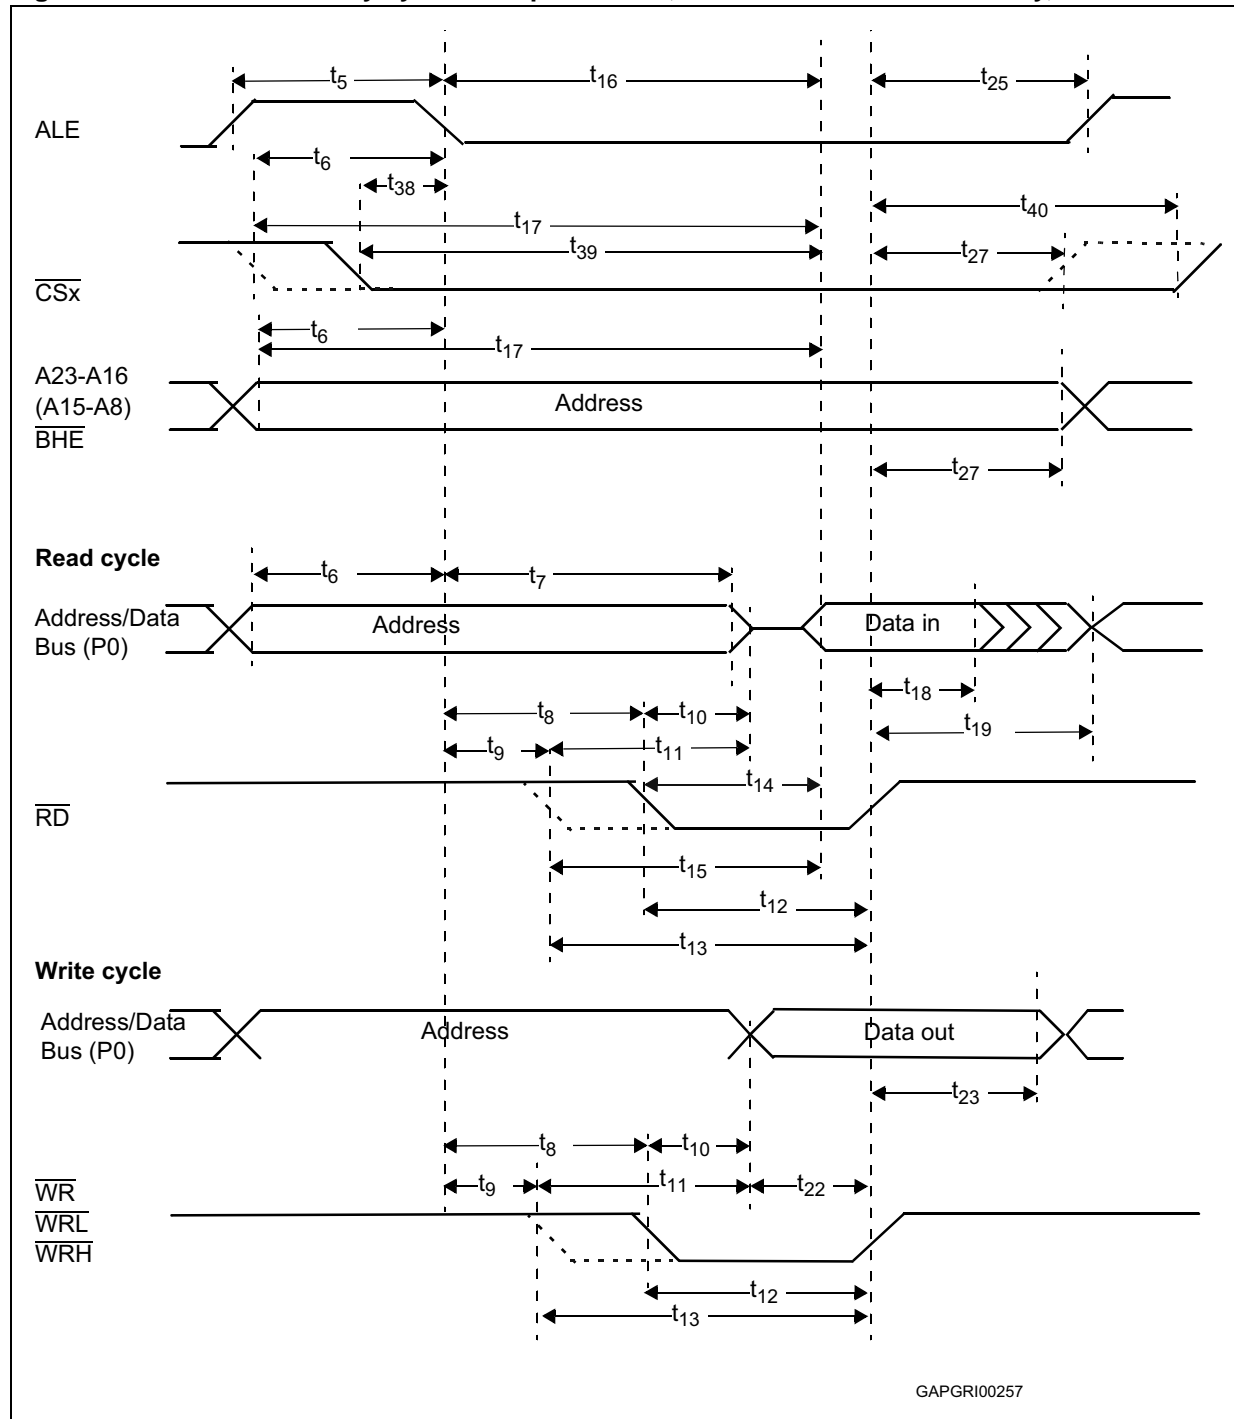 t5 t16 t25
ALE
t6
t38
t40
t17
t39
t27
CSx
t6
t17
A23-A16
(A15-A8)
BHE
Address
t27
Read cycle
t6 t7
Address/Data
Bus (P0)
Address
Data in
t18
t8 t10
t19
t9 t11
t14
RD
t15
t12
t13
Write cycle
Address/Data
Bus (P0)
Address
Data out
t23
t8 t10
t9 t11 t22
WR
WRL
WRH
t12
t13
GAPGRI00257